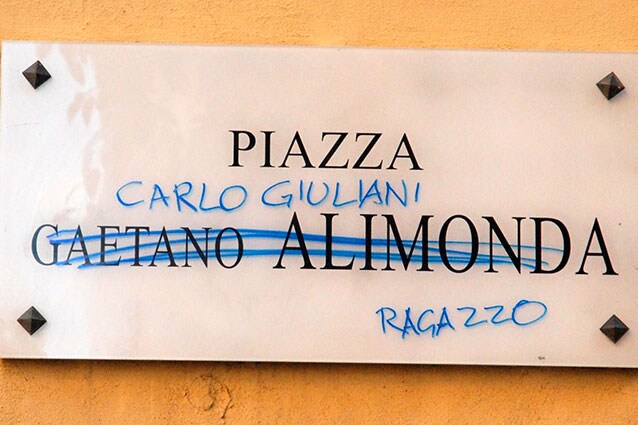 PIAZZA
CARLO GIULIANI
GAETANO ALIMONDA
RAGAZZO